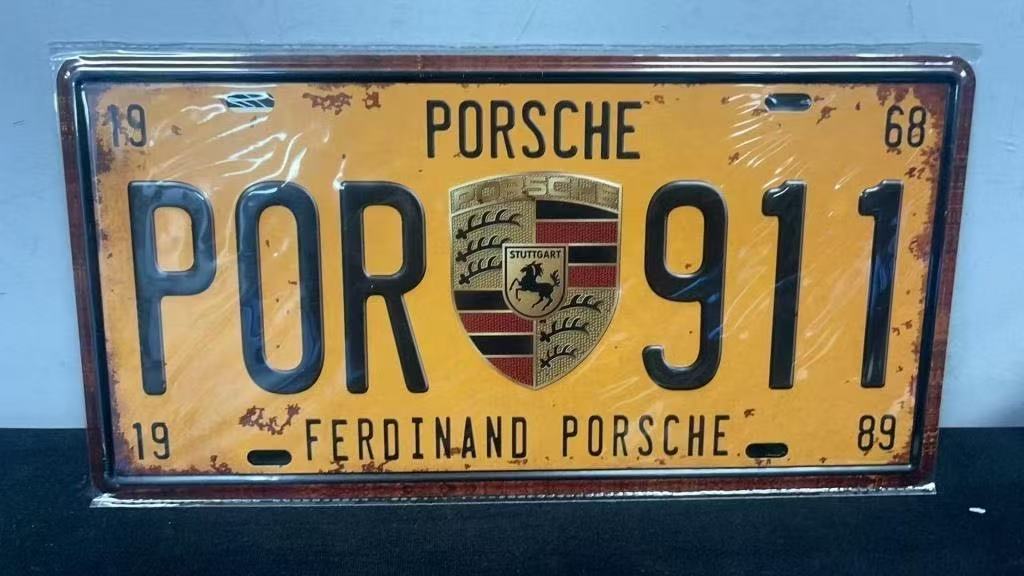 19 PORSCHE 68
POR 911
PORSCHE
STUTTGART
19 FERDINAND PORSCHE 89